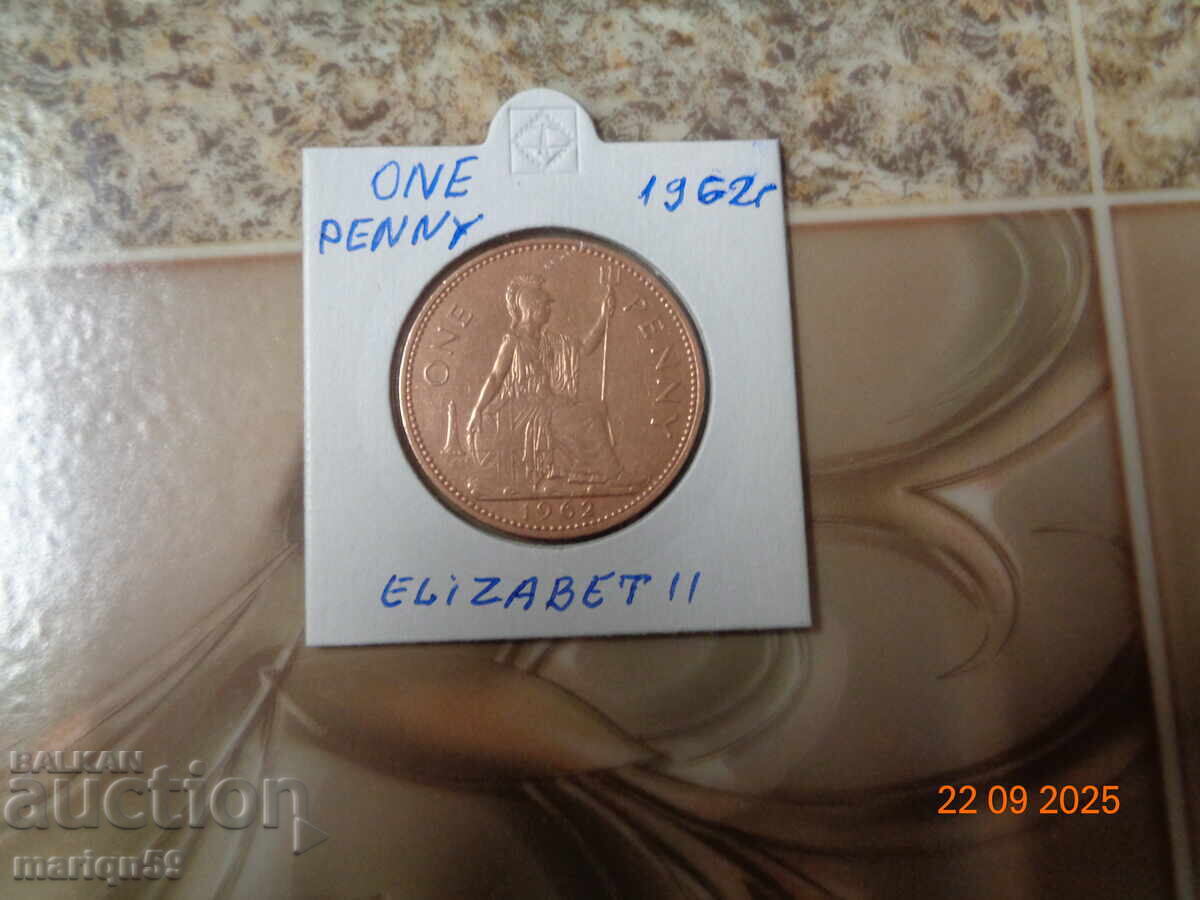 ONE
PENNY
1962г
ONE PENNY
1962
ELIZABET II
BALKAN
auction
mariqn59
22 09 2025